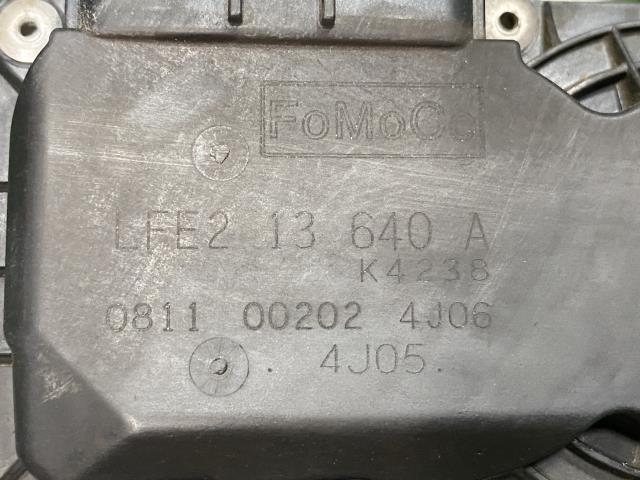 FoMoCo
LFE2 13 640 A
K4238
0811 00202 4J06
. 4J05.